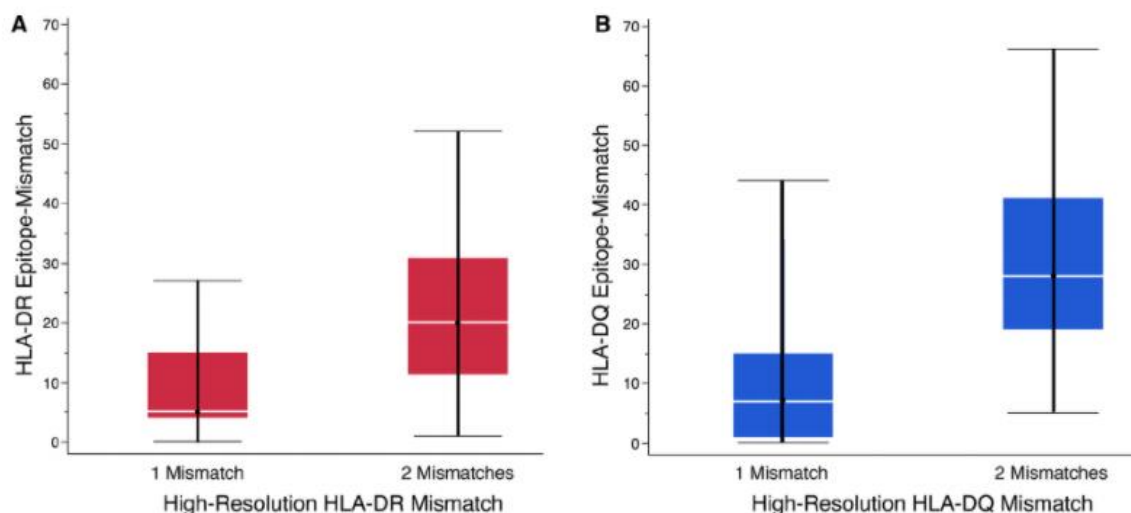 A
HLA-DR Epitope-Mismatch
70
60
50
40
30
20
10
0
1 Mismatch
2 Mismatches
High-Resolution HLA-DR Mismatch
B
HLA-DQ Epitope-Mismatch
70
60
50
40
30
20
10
0
1 Mismatch
2 Mismatches
High-Resolution HLA-DQ Mismatch